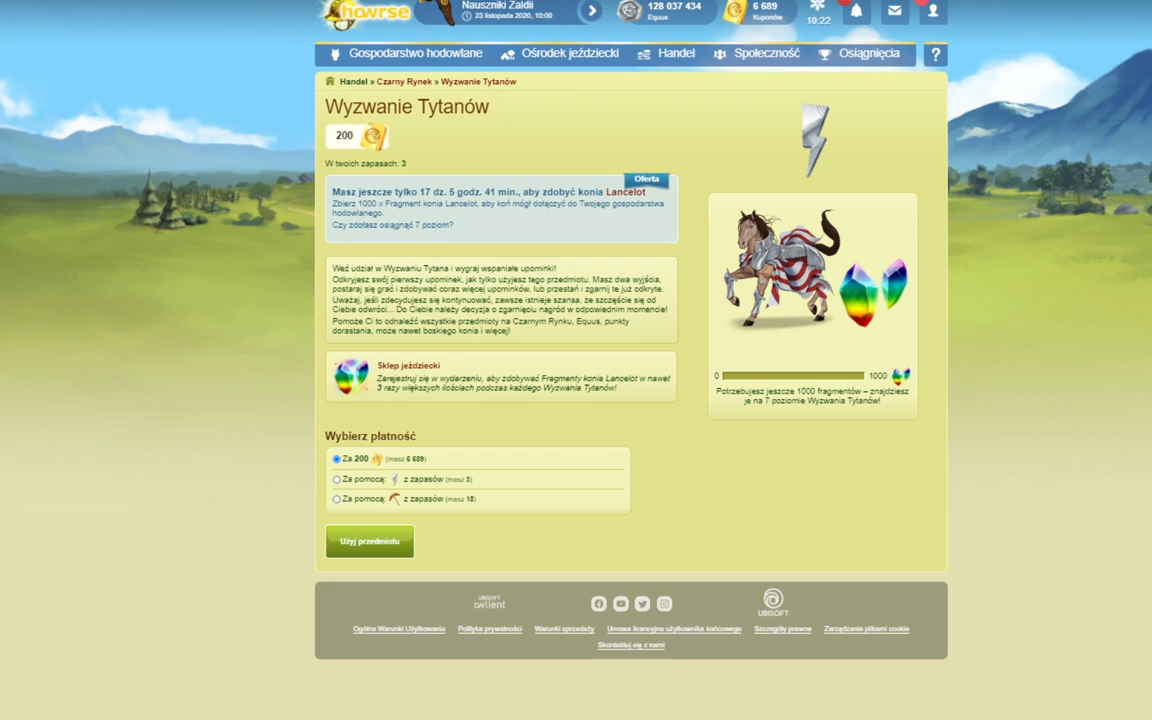 howrse
Nauszniki Zaldii
23 listopada 2020, 10:00
128 037 434
Equus
6 689
Kuponów
10:22
Gospodarstwo hodowlane
Ośrodek jeździecki
Handel
Społeczność
Osiągnięcia
?
Handel » Czarny Rynek » Wyzwanie Tytanów
Wyzwanie Tytanów
200
W twoich zapasach: 3
Oferta
Masz jeszcze tylko 17 dz. 5 godz. 41 min., aby zdobyć konia Lancelot
Zbierz 1000 x Fragment konia Lancelot, aby koń mógł dołączyć do Twojego gospodarstwa
hodowlanego.
Czy zdołasz osiągnąć 7 poziom?
Weź udział w Wyzwaniu Tytana i wygraj wspaniałe upominki!
Odkryjesz swój pierwszy upominek, jak tylko użyjesz tego przedmiotu. Masz dwa wyjścia,
postaraj się grać i zdobywać coraz więcej upominków, lub przestań i zgarnij te już odkryte.
Uważaj, jeśli zdecydujesz się kontynuować, zawsze istnieje szansa, że szczęście się od
Ciebie odwróci... Do Ciebie należy decyzja o zgarnięciu nagród w odpowiednim momencie!
Pomoże Ci to odnaleźć wszystkie przedmioty na Czarnym Rynku, Equus, punkty
dorastania, może nawet boskiego konia i więcej!
Sklep jeździecki
Zarejestruj się w wydarzeniu, aby zdobywać Fragmenty konia Lancelot w nawet
3 razy większych ilościach podczas każdego Wyzwania Tytanów!
0 1000
Potrzebujesz jeszcze 1000 fragmentów – znajdziesz
je na 7 poziomie Wyzwania Tytanów!
Wybierz płatność
Za 200 (masz 6 689)
Za pomocą: z zapasów (masz 3)
Za pomocą: z zapasów (masz 18)
Użyj przedmiotu
UBISOFT
owlient
UBISOFT
Ogólne Warunki Użytkowania
Polityka prywatności
Warunki sprzedaży
Umowa licencyjna użytkownika końcowego
Szczegóły prawne
Zarządzanie plikami cookie
Skontaktuj się z nami